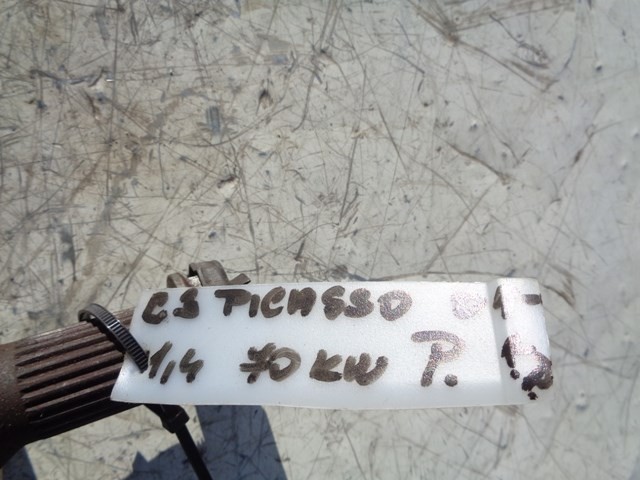 C3 PICASSO
1,4 70 KW P.